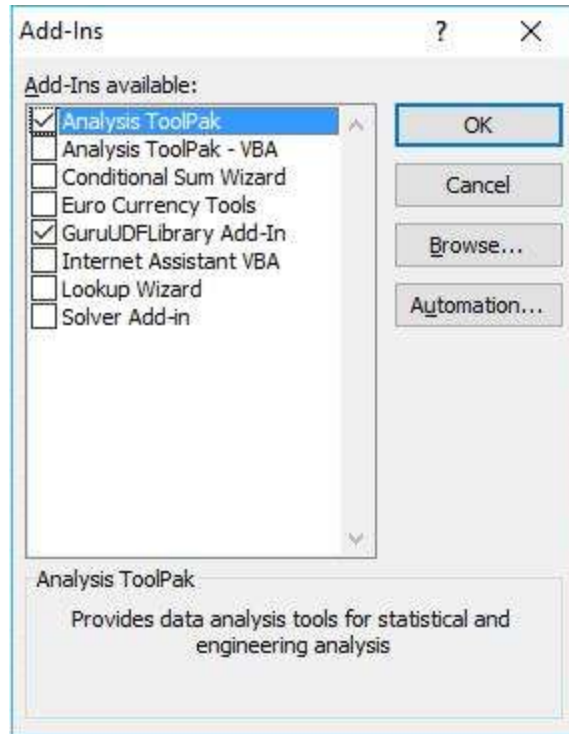 Add-Ins ?
Add-Ins available:
Analysis ToolPak
Analysis ToolPak - VBA
Conditional Sum Wizard
Euro Currency Tools
GuruUDFLibrary Add-In
Internet Assistant VBA
Lookup Wizard
Solver Add-in
OK
Cancel
Browse...
Automation...
Analysis ToolPak
Provides data analysis tools for statistical and
engineering analysis